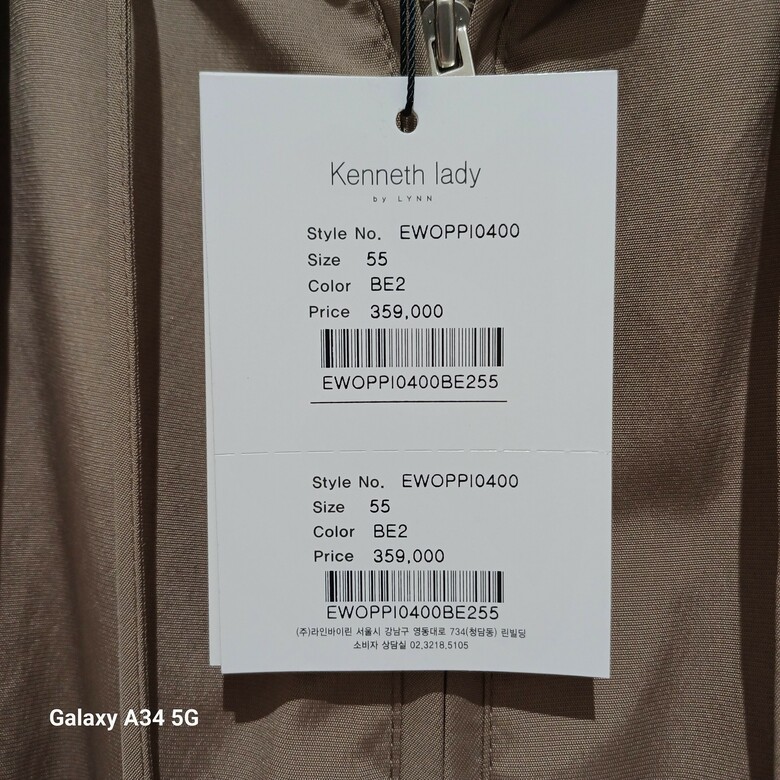 Kenneth lady
by LYNN
Style No. EWOPPI0400
Size 55
Color BE2
Price 359,000
EWOPPI0400BE255
Style No. EWOPPI0400
Size 55
Color BE2
Price 359,000
EWOPPI0400BE255
(주)라인바이린 서울시 강남구 영동대로 734(청담동) 린빌딩
소비자 상담실 02,3218,5105
Galaxy A34 5G